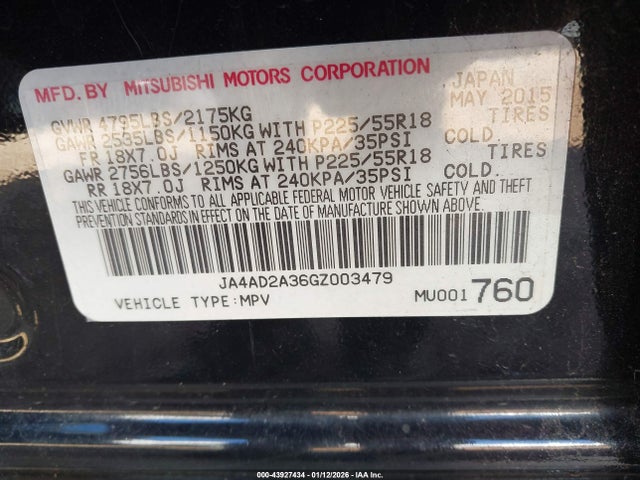 MFD. BY MITSUBISHI MOTORS CORPORATION JAPAN
MAY 2015
GVWR 4795LBS/2175KG
GAWR 2535LBS/1150KG WITH P225/55R18 TIRES
FR 18X7.0J RIMS AT 240KPA/35PSI COLD.
GAWR 2756LBS/1250KG WITH P225/55R18 TIRES
RR 18X7.0J RIMS AT 240KPA/35PSI COLD.
THIS VEHICLE CONFORMS TO ALL APPLICABLE FEDERAL MOTOR VEHICLE SAFETY AND THEFT
PREVENTION STANDARDS IN EFFECT ON THE DATE OF MANUFACTURE SHOWN ABOVE.
JA4AD2A36GZ003479
VEHICLE TYPE:MPV MU001 760
000-43927434 - 01/12/2026 - IAA Inc.